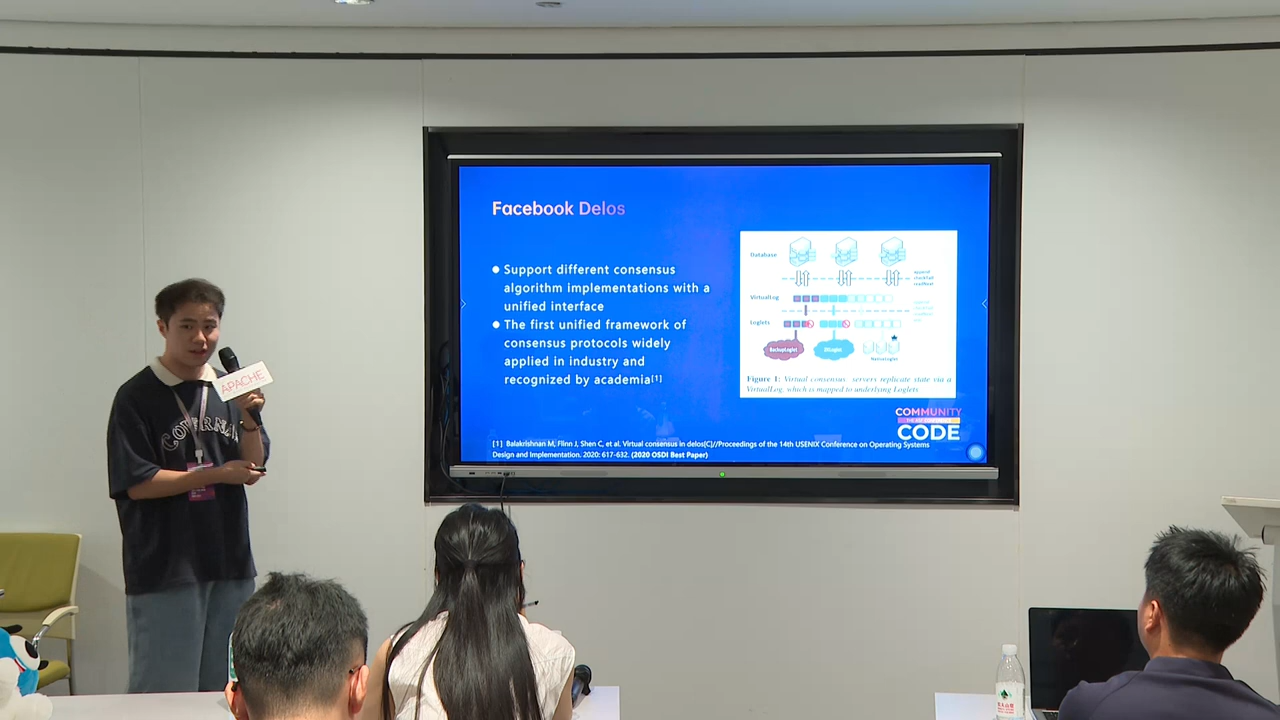 Facebook Delos
● Support different consensus
algorithm implementations with a
unified interface
● The first unified framework of
consensus protocols widely
applied in industry and
recognized by academia[1]
Database
VirtualLog
Loglets
Figure 1: Virtual consensus: servers replicate state via a
VirtualLog, which is mapped to underlying Loglets.
COMMUNITY
CODE
[1] Balakrishnan M, Flinn J, Shen C, et al. Virtual consensus in delos[C]//Proceedings of the 14th USENIX Conference on Operating Systems
Design and Implementation. 2020: 617-632. (2020 OSDI Best Paper)
APACHE